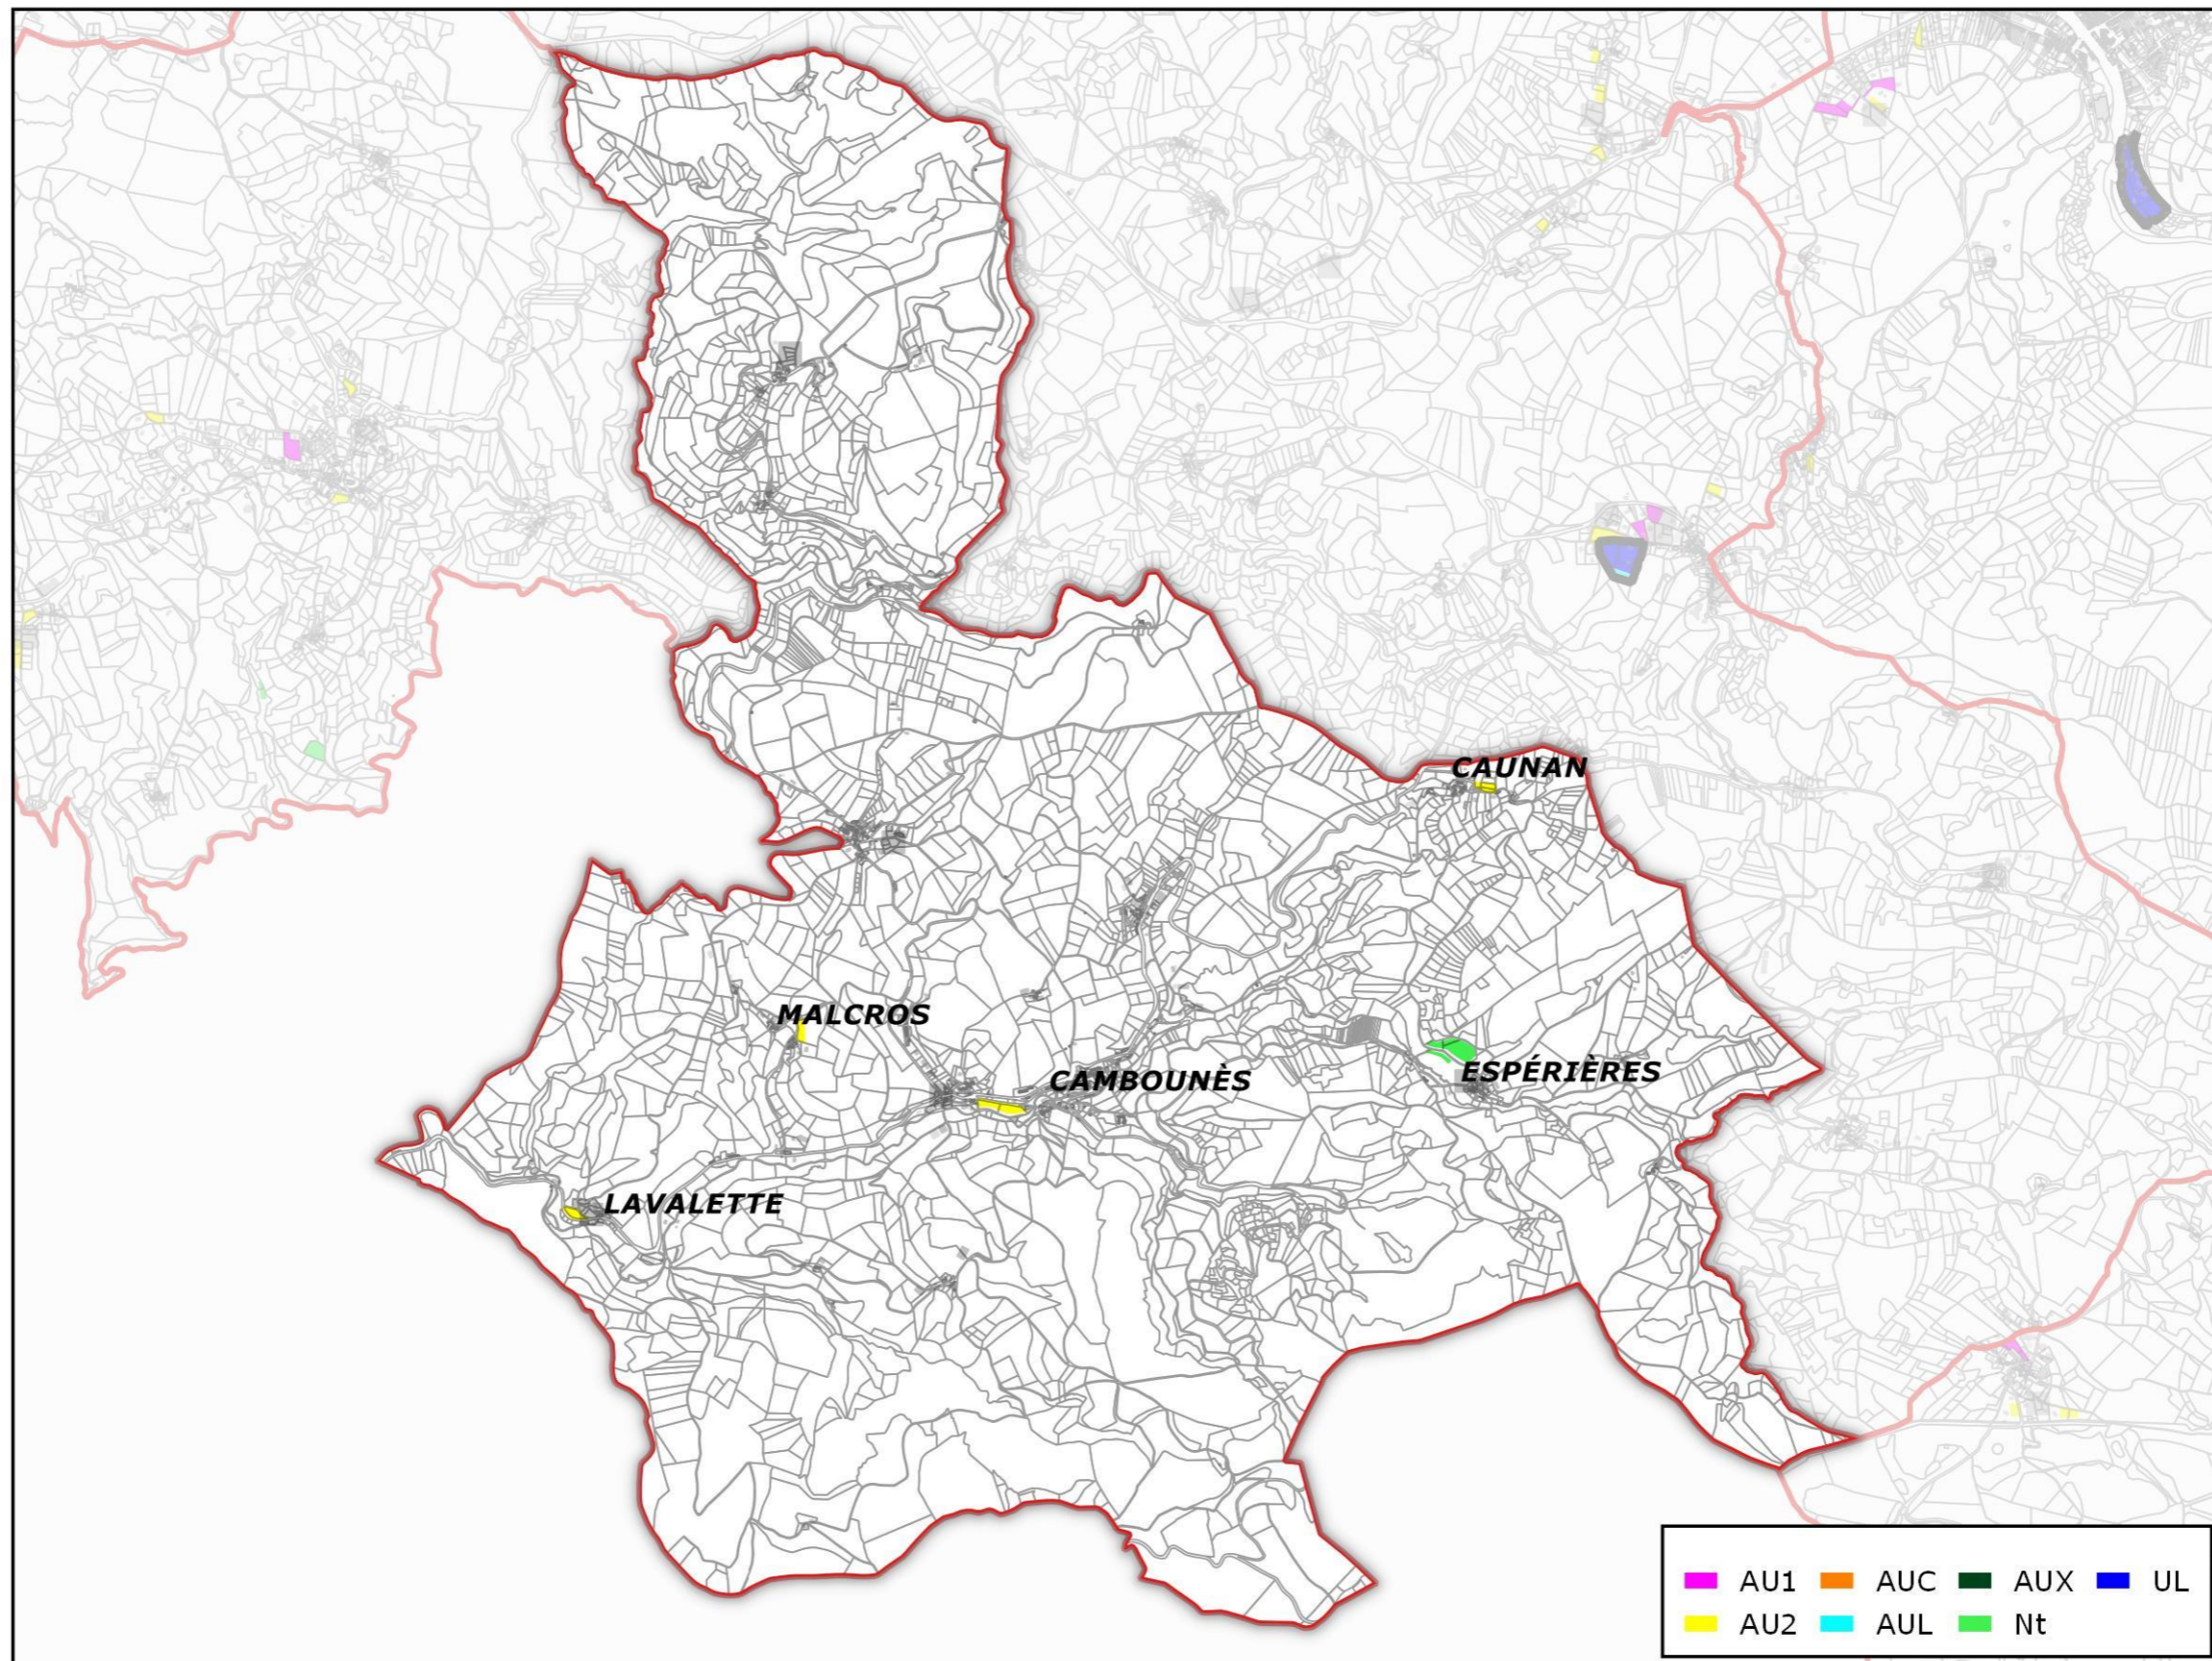 CAUNAN
MALCROS
ESPÉRIÈRES
CAMBOUNÈS
LAVALETTE
AU1 AUC AUX UL
AU2 AUL Nt